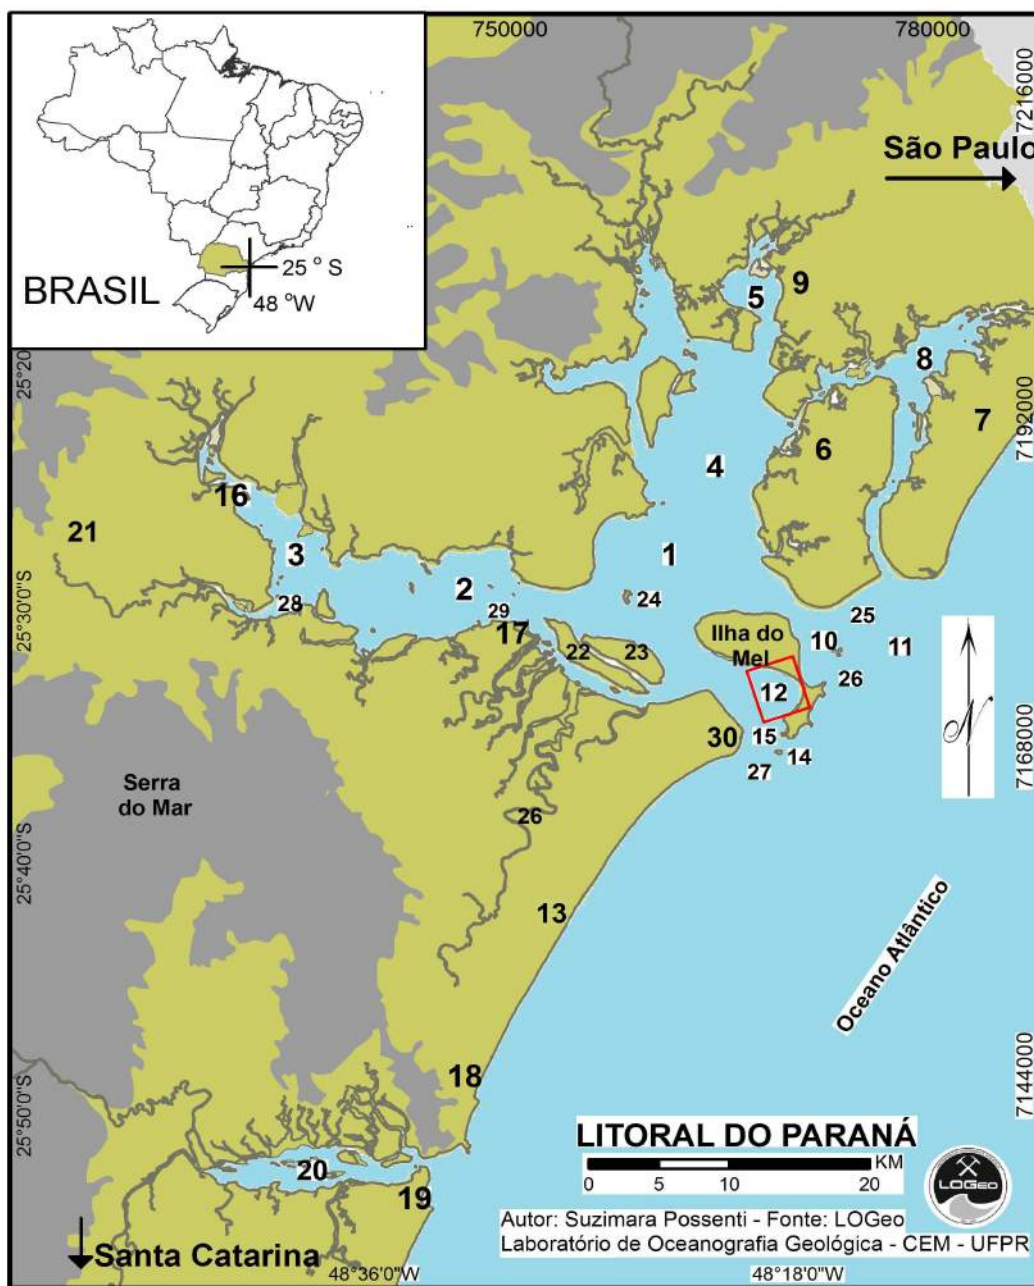 750000
780000
7216000
São Paulo
BRASIL
25 ° S
48 °W
25°20
5
9
8
7192000
7
6
4
16
21
3
1
2
28
29
24
25°30'0"S
17
25
22
23
Ilha do
Mel
10
11
26
12
N
30
15
14
27
7168000
Serra
do Mar
26
25°40'0"S
13
Oceano Atlântico
18
25°50'0"S
7144000
LITORAL DO PARANÁ
KM
0 5 10 20
LOGeo
20
19
Autor: Suzimara Possenti - Fonte: LOGeo
Laboratório de Oceanografia Geológica - CEM - UFPR
Santa Catarina
48°36'0"W
48°18'0"W